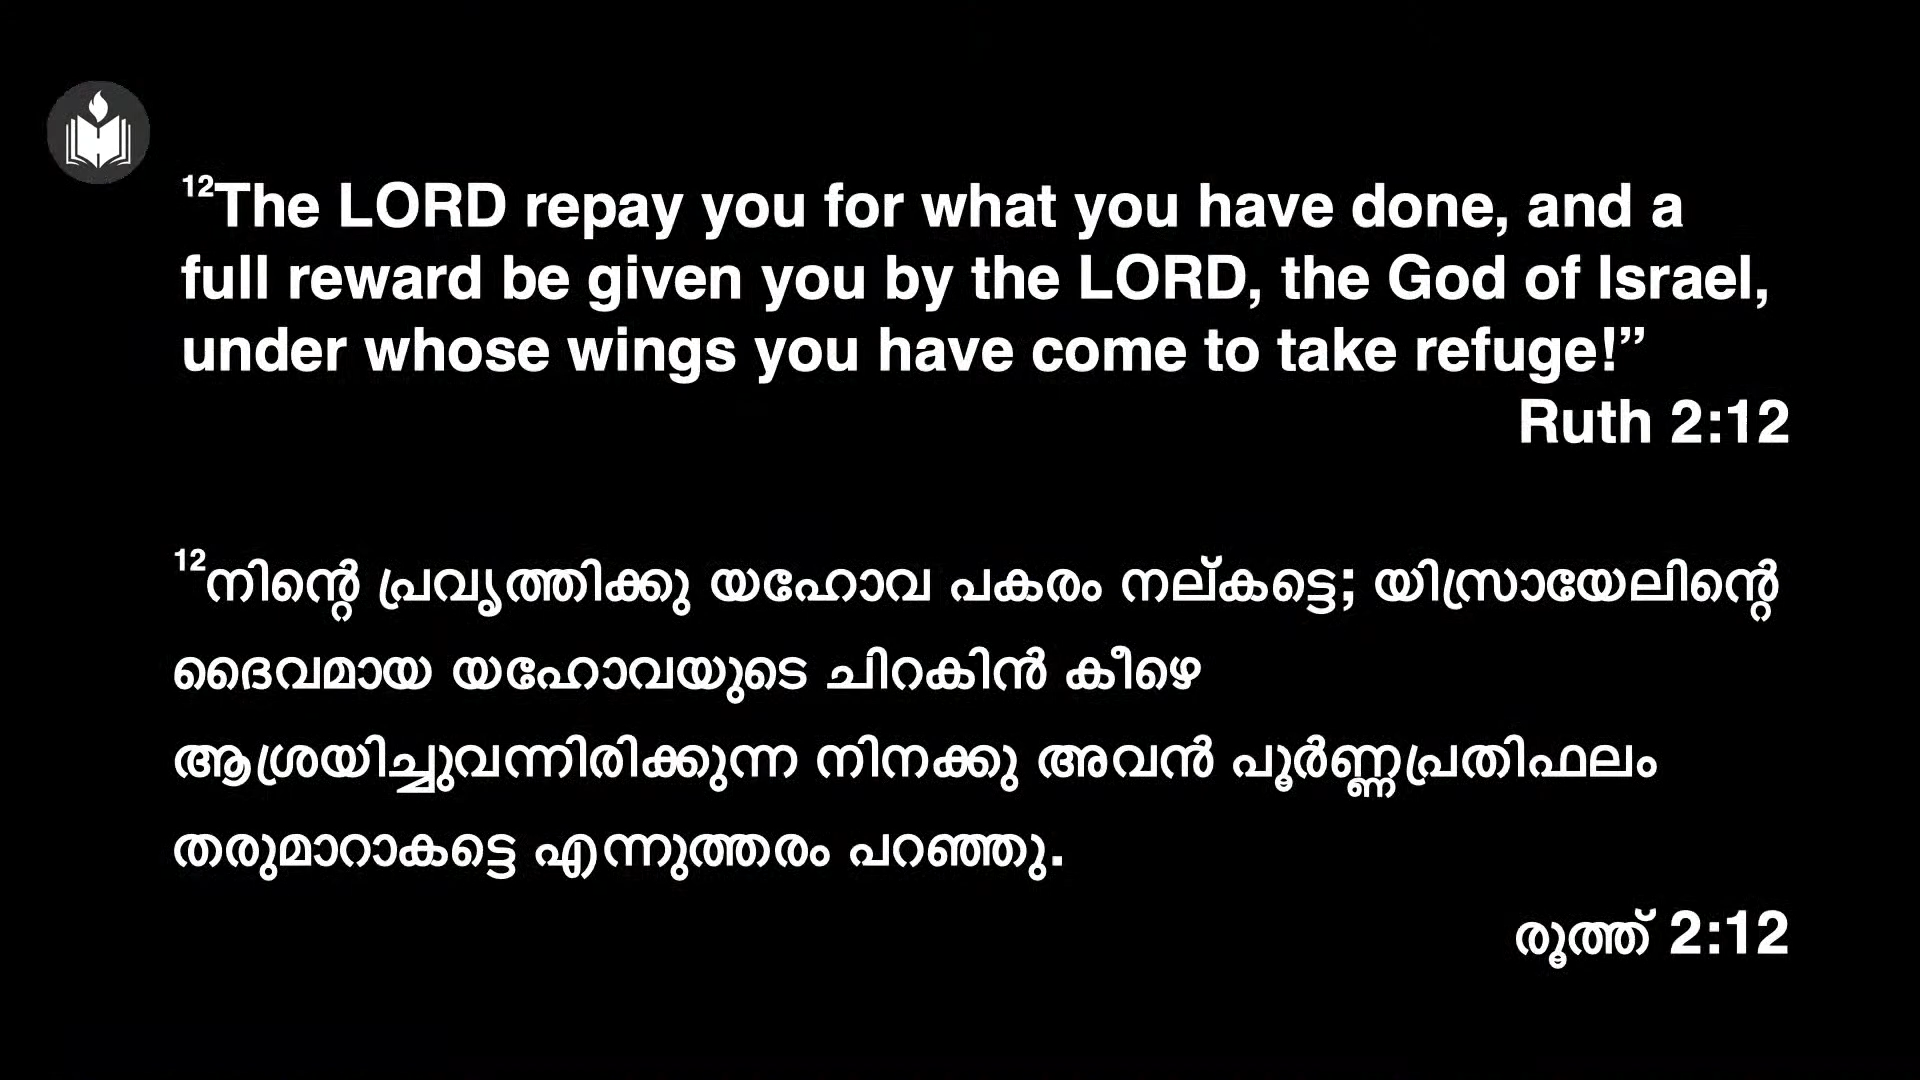 ¹²The LORD repay you for what you have done, and a
full reward be given you by the LORD, the God of Israel,
under whose wings you have come to take refuge!”
Ruth 2:12
¹²നിന്റെ പ്രവൃത്തിക്കു യഹോവ പകരം നല്കട്ടെ; യിസ്രായേലിന്റെ
ദൈവമായ യഹോവയുടെ ചിറകിൻ കീഴെ
ആശ്രയിച്ചുവന്നിരിക്കുന്ന നിനക്കു അവൻ പൂർണ്ണപ്രതിഫലം
തരുമാറാകട്ടെ എന്നുത്തരം പറഞ്ഞു.
രൂത്ത് 2:12